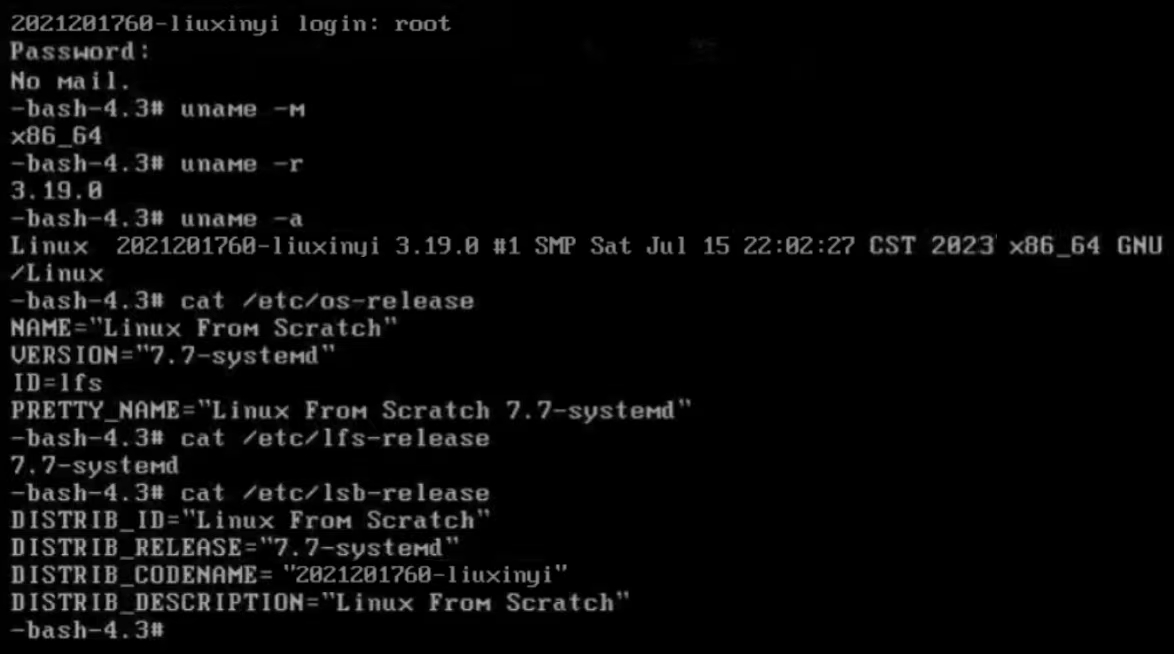 2021201760-liuxinyi login: root
Password:
No mail.
-bash-4.3# uname -m
x86_64
-bash-4.3# uname -r
3.19.0
-bash-4.3# uname -a
Linux  2021201760-liuxinyi 3.19.0 #1 SMP Sat Jul 15 22:02:27 CST 2023 x86_64 GNU
/Linux
-bash-4.3# cat /etc/os-release
NAME="Linux From Scratch"
VERSION="7.7-systemd"
ID=lfs
PRETTY_NAME="Linux From Scratch 7.7-systemd"
-bash-4.3# cat /etc/lfs-release
7.7-systemd
-bash-4.3# cat /etc/lsb-release
DISTRIB_ID="Linux From Scratch"
DISTRIB_RELEASE="7.7-systemd"
DISTRIB_CODENAME= "2021201760-liuxinyi"
DISTRIB_DESCRIPTION="Linux From Scratch"
-bash-4.3#